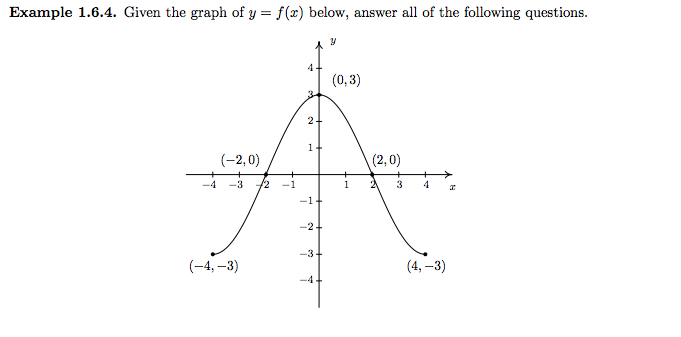 Example 1.6.4. Given the graph of y = f(x) below, answer all of the following questions.
y
4
(0, 3)
3
2
1
(−2, 0) (2, 0)
−4 −3 −2 −1 1 2 3 4 x
−1
−2
−3
(−4, −3) (4, −3)
−4